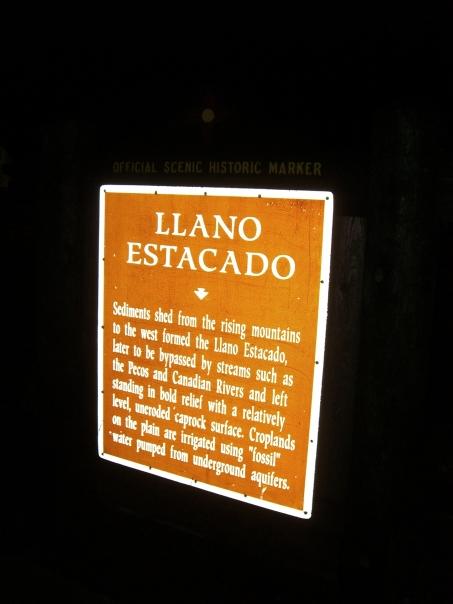 OFFICIAL SCENIC HISTORIC MARKER
LLANO
ESTACADO
Sediments shed from the rising mountains
to the west formed the Llano Estacado,
later to be bypassed by streams such as
the Pecos and Canadian Rivers and left
standing in bold relief with a relatively
level, uneroded caprock surface. Croplands
on the plain are irrigated using "fossil"
water pumped from underground aquifers.